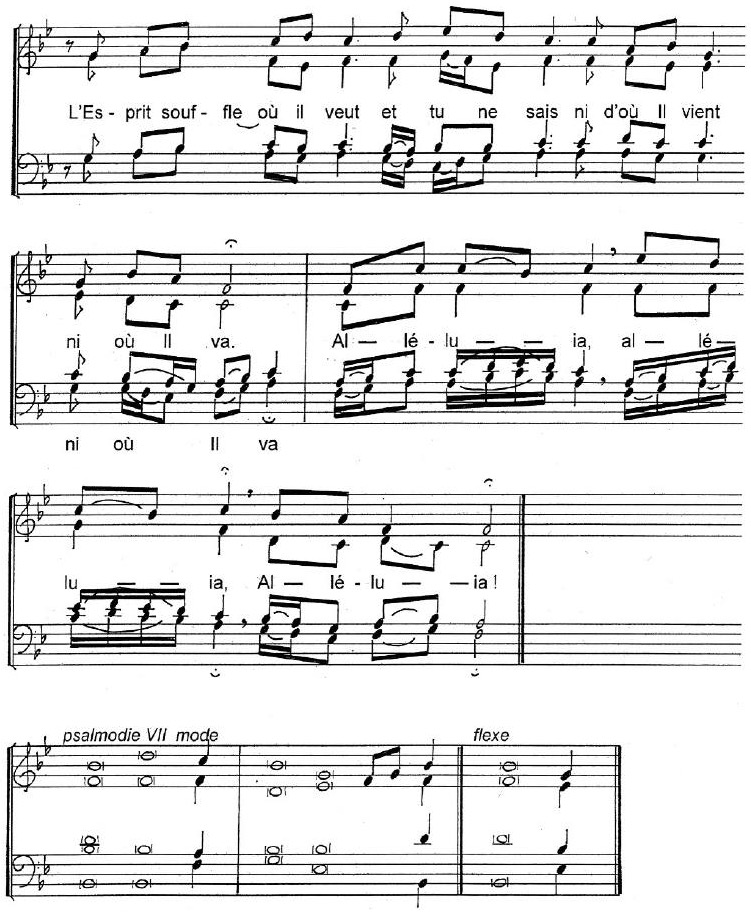 L'Es - prit souf - fle où il veut et tu ne sais ni d'où Il vient
ni où Il va. Al — lé - lu — — ia, al — lé —
ni où Il va
lu — — ia, Al — lé - lu — — ia !
psalmodie VII mode flexe